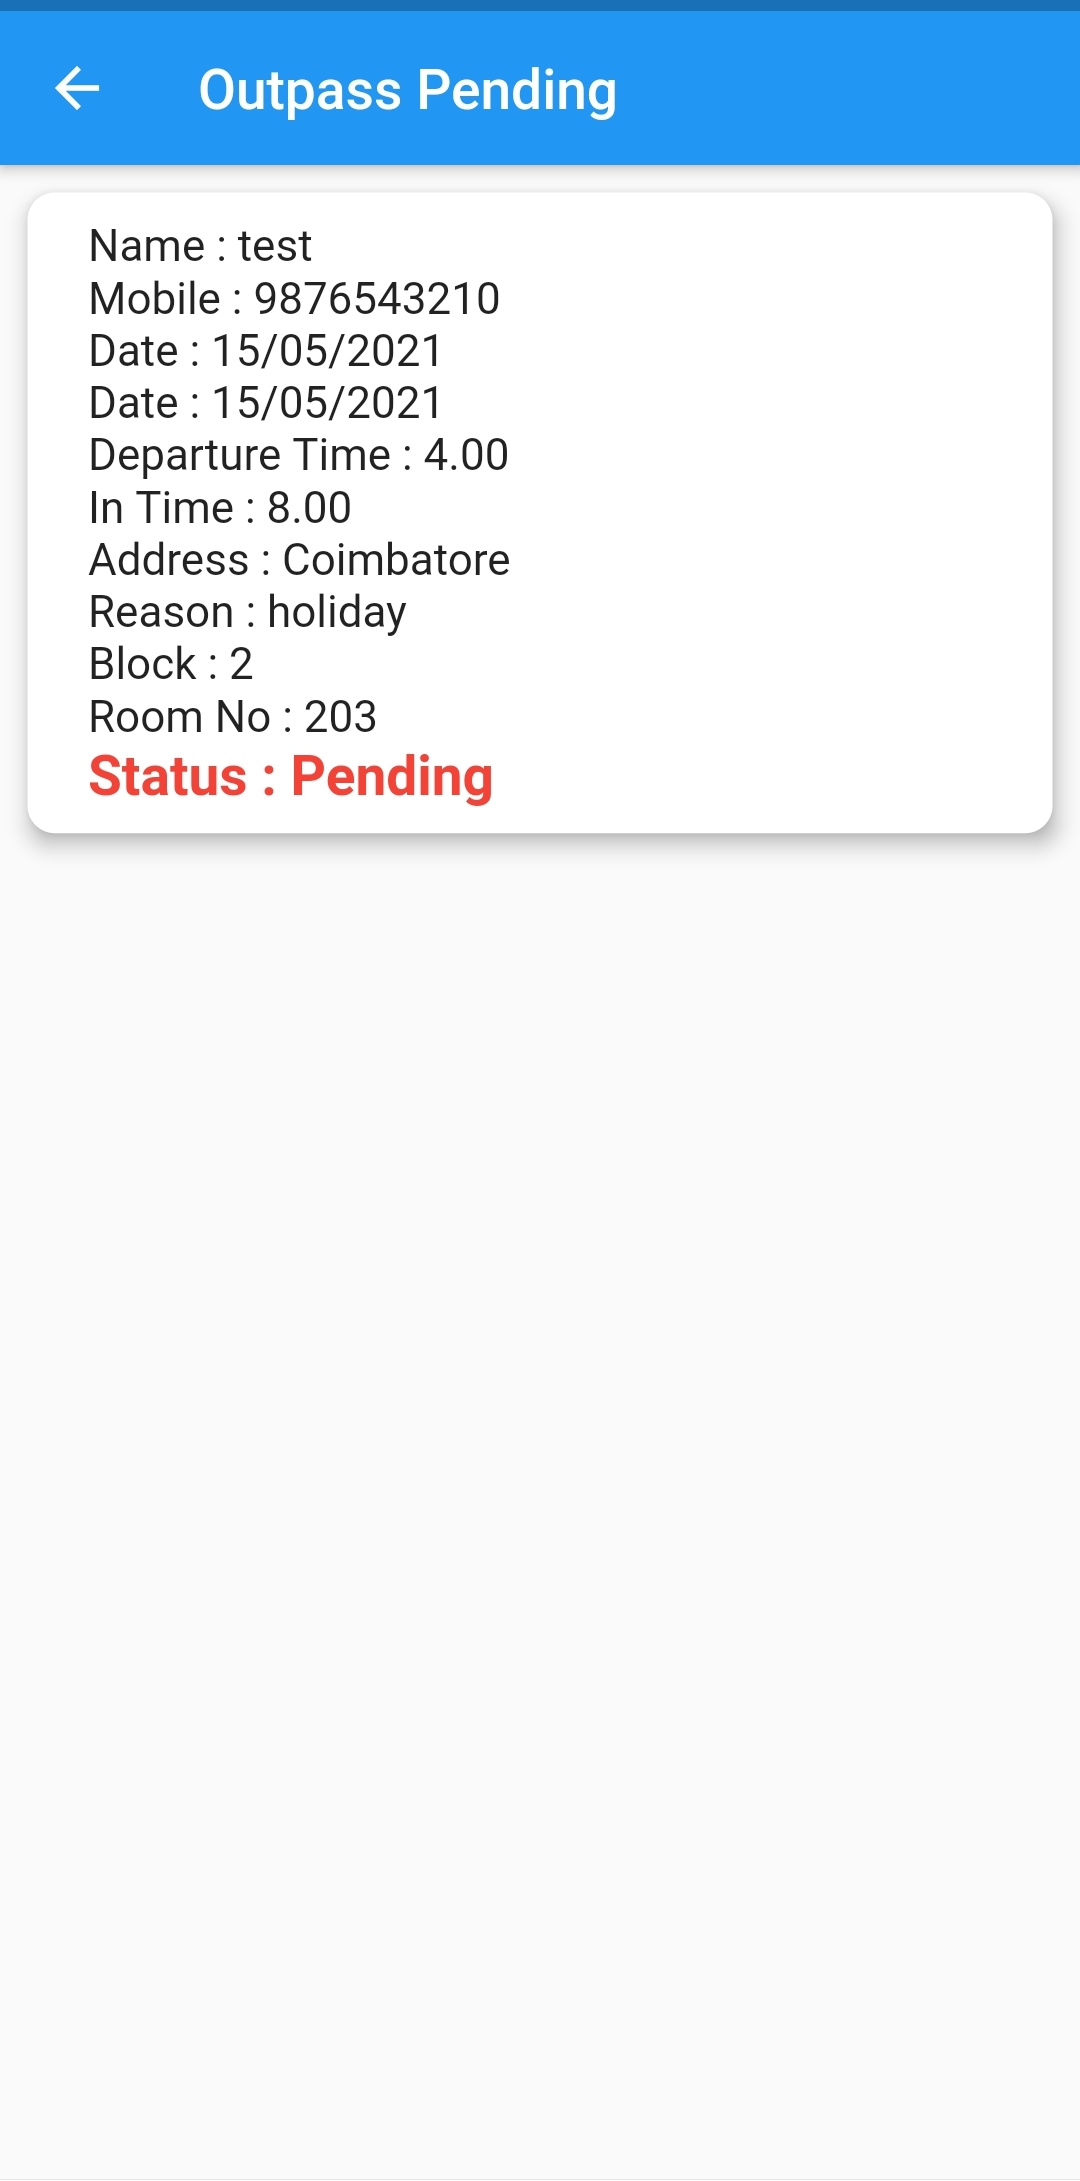 Outpass Pending
Name : test
Mobile : 9876543210
Date : 15/05/2021
Date : 15/05/2021
Departure Time : 4.00
In Time : 8.00
Address : Coimbatore
Reason : holiday
Block : 2
Room No : 203
Status : Pending